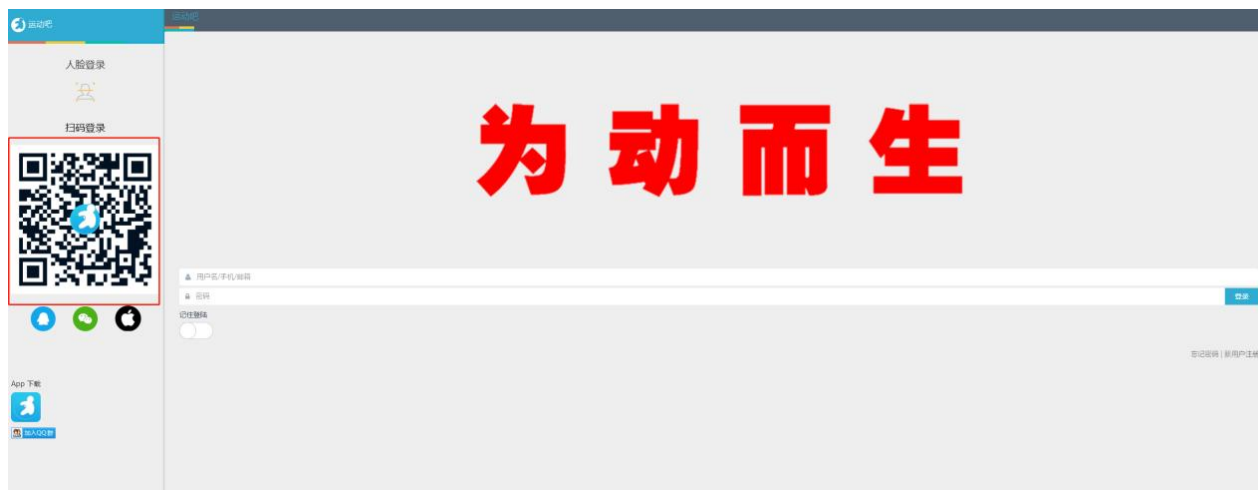 运动吧
运动吧
人脸登录
扫码登录
App 下载
加入QQ群
为动而生
用户名/手机/邮箱
密码
登录
记住登陆
忘记密码 | 新用户注册